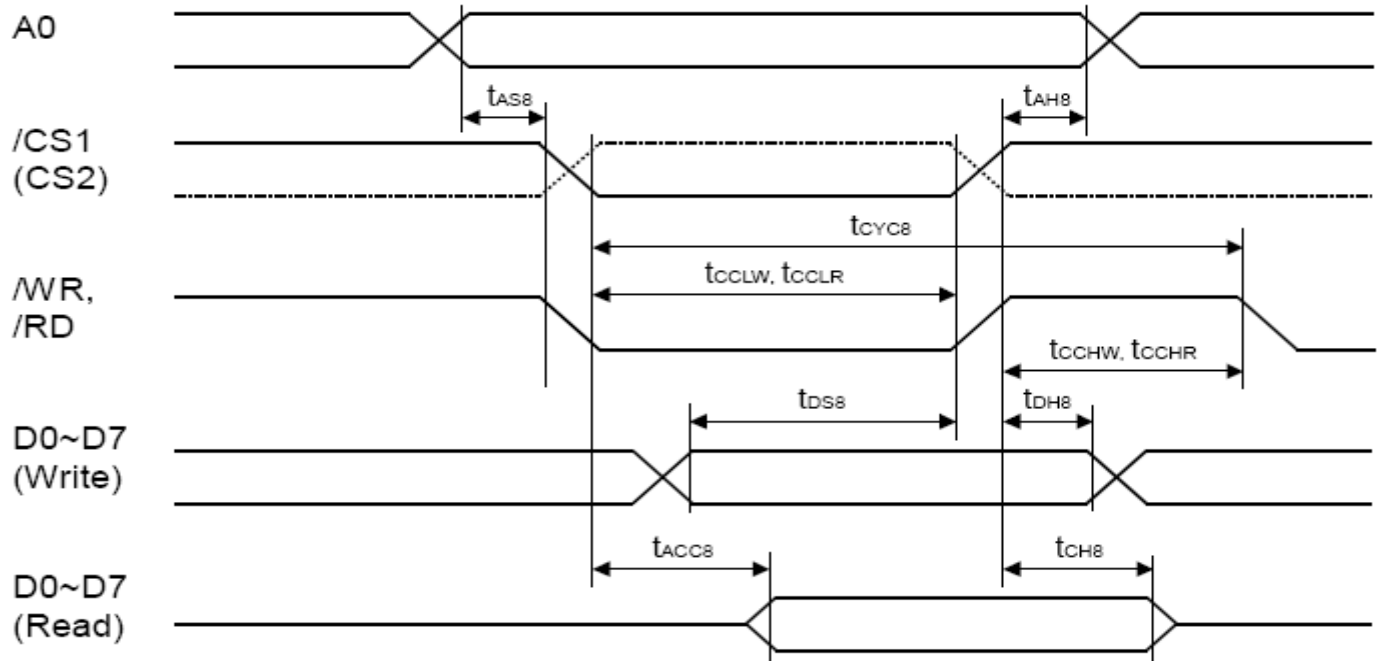 A0
tAS8
tAH8
/CS1
(CS2)
tCYC8
tCCLW, tCCLR
/WR,
/RD
tCCHW, tCCHR
tDS8
tDH8
D0~D7
(Write)
tACC8
tCH8
D0~D7
(Read)